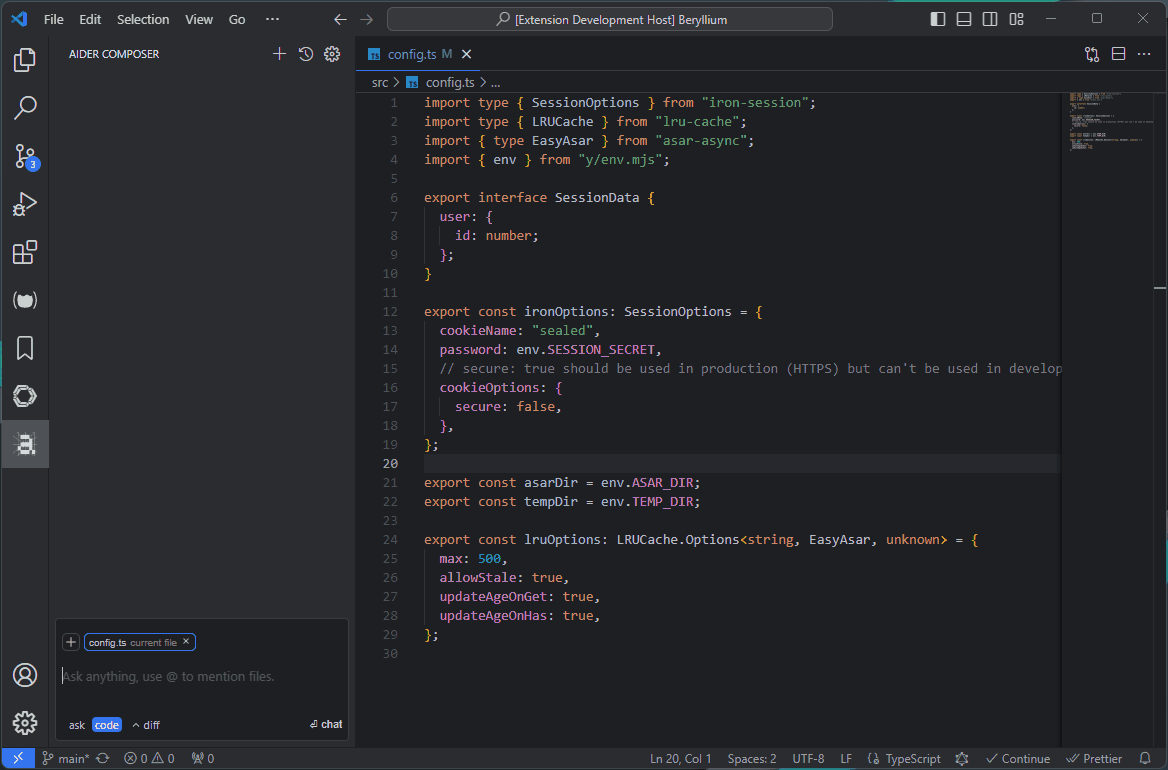 File Edit Selection View Go ··· [Extension Development Host] Beryllium
AIDER COMPOSER
config.ts M
src > config.ts > ...
3
1 import type { SessionOptions } from "iron-session";
2 import type { LRUCache } from "lru-cache";
3 import { type EasyAsar } from "asar-async";
4 import { env } from "y/env.mjs";
5
6 export interface SessionData {
7 user: {
8 id: number;
9 };
10 }
11
12 export const ironOptions: SessionOptions = {
13 cookieName: "sealed",
14 password: env.SESSION_SECRET,
15 // secure: true should be used in production (HTTPS) but can't be used in develop
16 cookieOptions: {
17 secure: false,
18 },
19 };
20
21 export const asarDir = env.ASAR_DIR;
22 export const tempDir = env.TEMP_DIR;
23
24 export const lruOptions: LRUCache.Options<string, EasyAsar, unknown> = {
25 max: 500,
26 allowStale: true,
27 updateAgeOnGet: true,
28 updateAgeOnHas: true,
29 };
30
config.ts current file
Ask anything, use @ to mention files.
ask code diff chat
main* 0 0 0 Ln 20, Col 1 Spaces: 2 UTF-8 LF {} TypeScript Continue Prettier